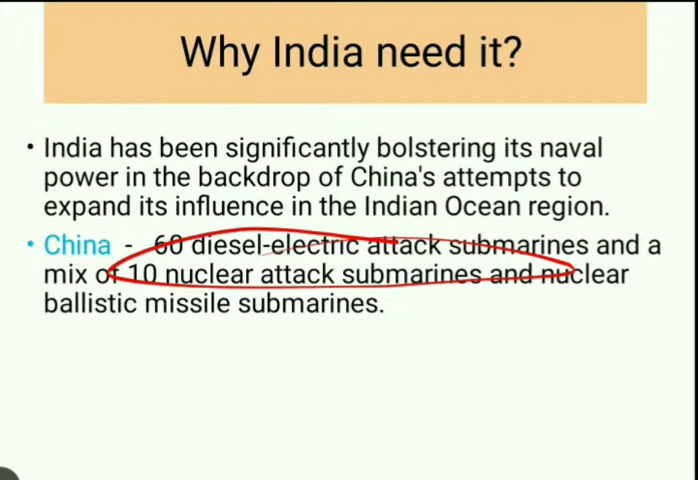 Why India need it?
• India has been significantly bolstering its naval
power in the backdrop of China's attempts to
expand its influence in the Indian Ocean region.
• China - 60 diesel-electric attack submarines and a
mix of 10 nuclear attack submarines and nuclear
ballistic missile submarines.